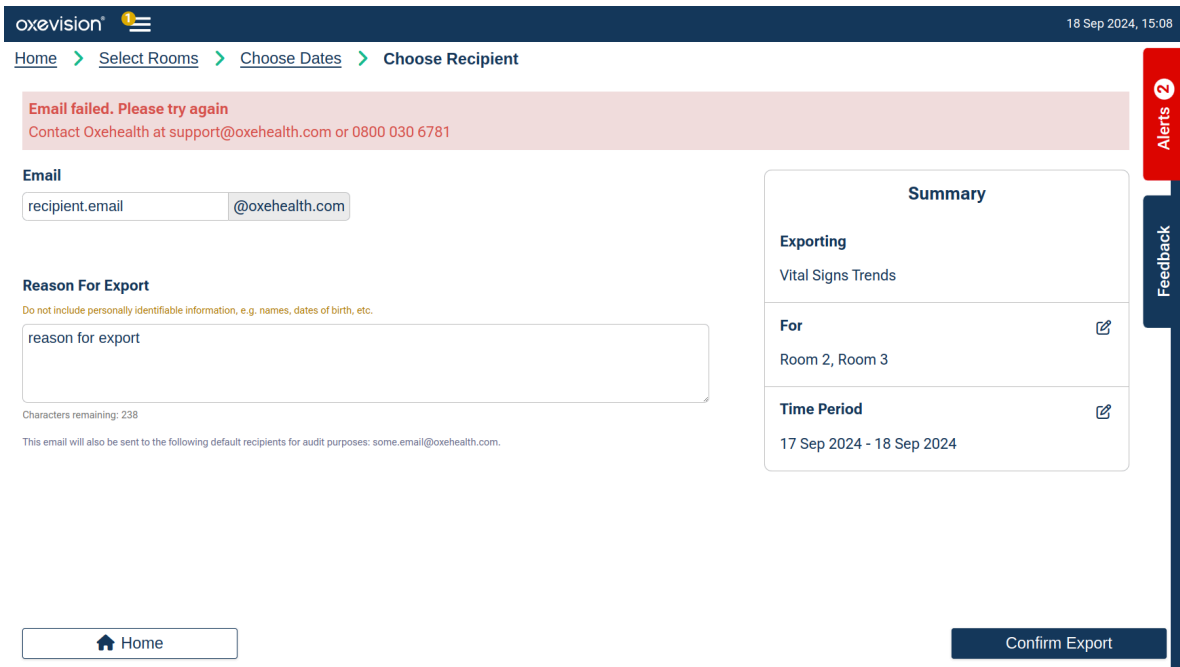 oxevision®
1
18 Sep 2024, 15:08
Home > Select Rooms > Choose Dates > Choose Recipient
Email failed. Please try again
Contact Oxehealth at support@oxehealth.com or 0800 030 6781
Alerts 2
Feedback
Email
recipient.email @oxehealth.com
Reason For Export
Do not include personally identifiable information, e.g. names, dates of birth, etc.
reason for export
Characters remaining: 238
This email will also be sent to the following default recipients for audit purposes: some.email@oxehealth.com.
Summary
Exporting
Vital Signs Trends
For
Room 2, Room 3
Time Period
17 Sep 2024 - 18 Sep 2024
Home
Confirm Export